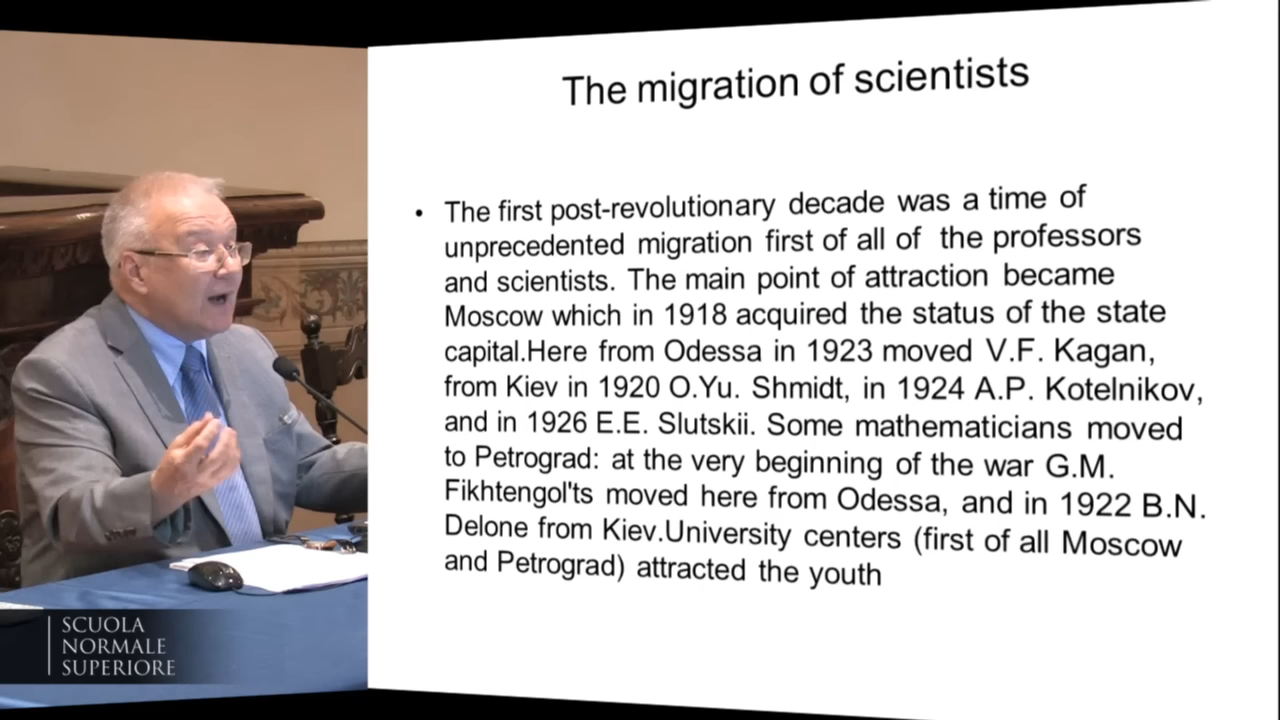 The migration of scientists
• The first post-revolutionary decade was a time of
unprecedented migration first of all of the professors
and scientists. The main point of attraction became
Moscow which in 1918 acquired the status of the state
capital.Here from Odessa in 1923 moved V.F. Kagan,
from Kiev in 1920 O.Yu. Shmidt, in 1924 A.P. Kotelnikov,
and in 1926 E.E. Slutskii. Some mathematicians moved
to Petrograd: at the very beginning of the war G.M.
Fikhtengol'ts moved here from Odessa, and in 1922 B.N.
Delone from Kiev.University centers (first of all Moscow
and Petrograd) attracted the youth
SCUOLA
NORMALE
SUPERIORE